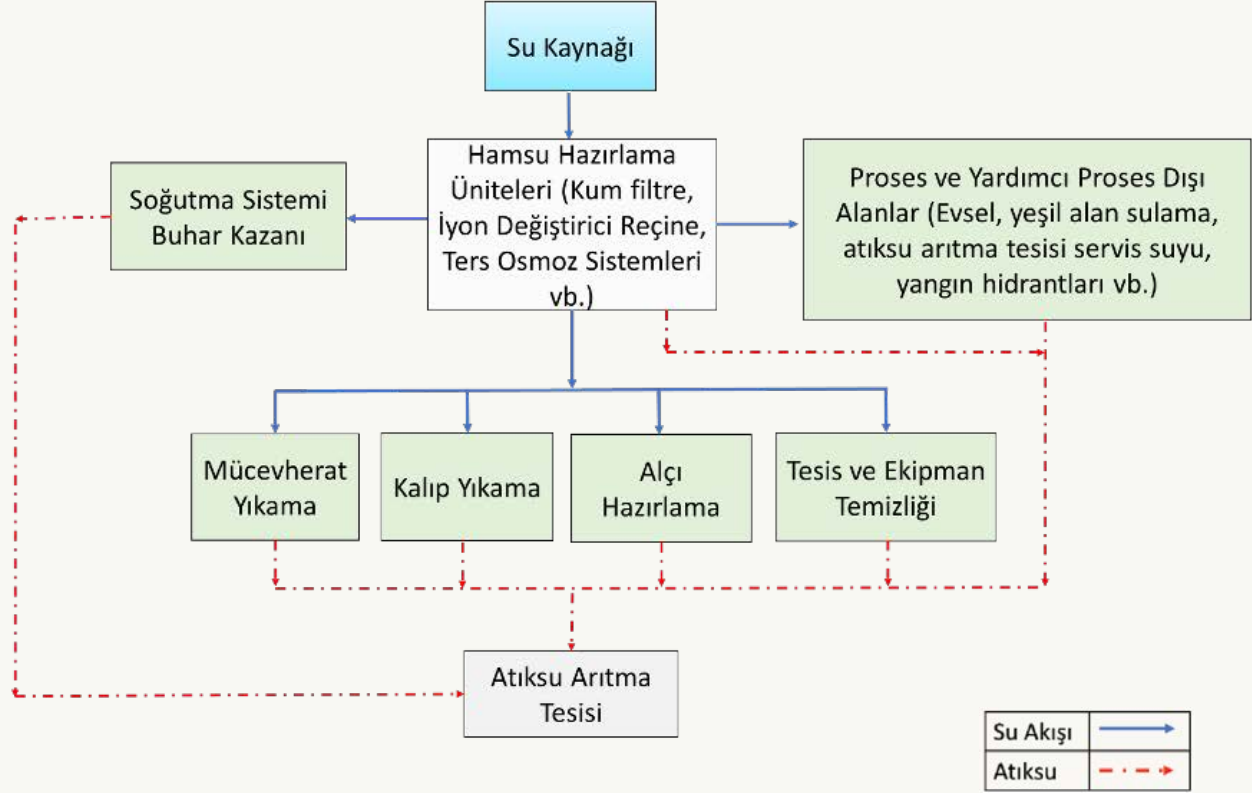 Su Kaynağı
Hamsu Hazırlama
Üniteleri (Kum filtre,
İyon Değiştirici Reçine,
Ters Osmoz Sistemleri
vb.)
Soğutma Sistemi
Buhar Kazanı
Proses ve Yardımcı Proses Dışı
Alanlar (Evsel, yeşil alan sulama,
atıksu arıtma tesisi servis suyu,
yangın hidrantları vb.)
Mücevherat
Yıkama
Kalıp Yıkama
Alçı
Hazırlama
Tesis ve Ekipman
Temizliği
Atıksu Arıtma
Tesisi
Su Akışı
Atıksu